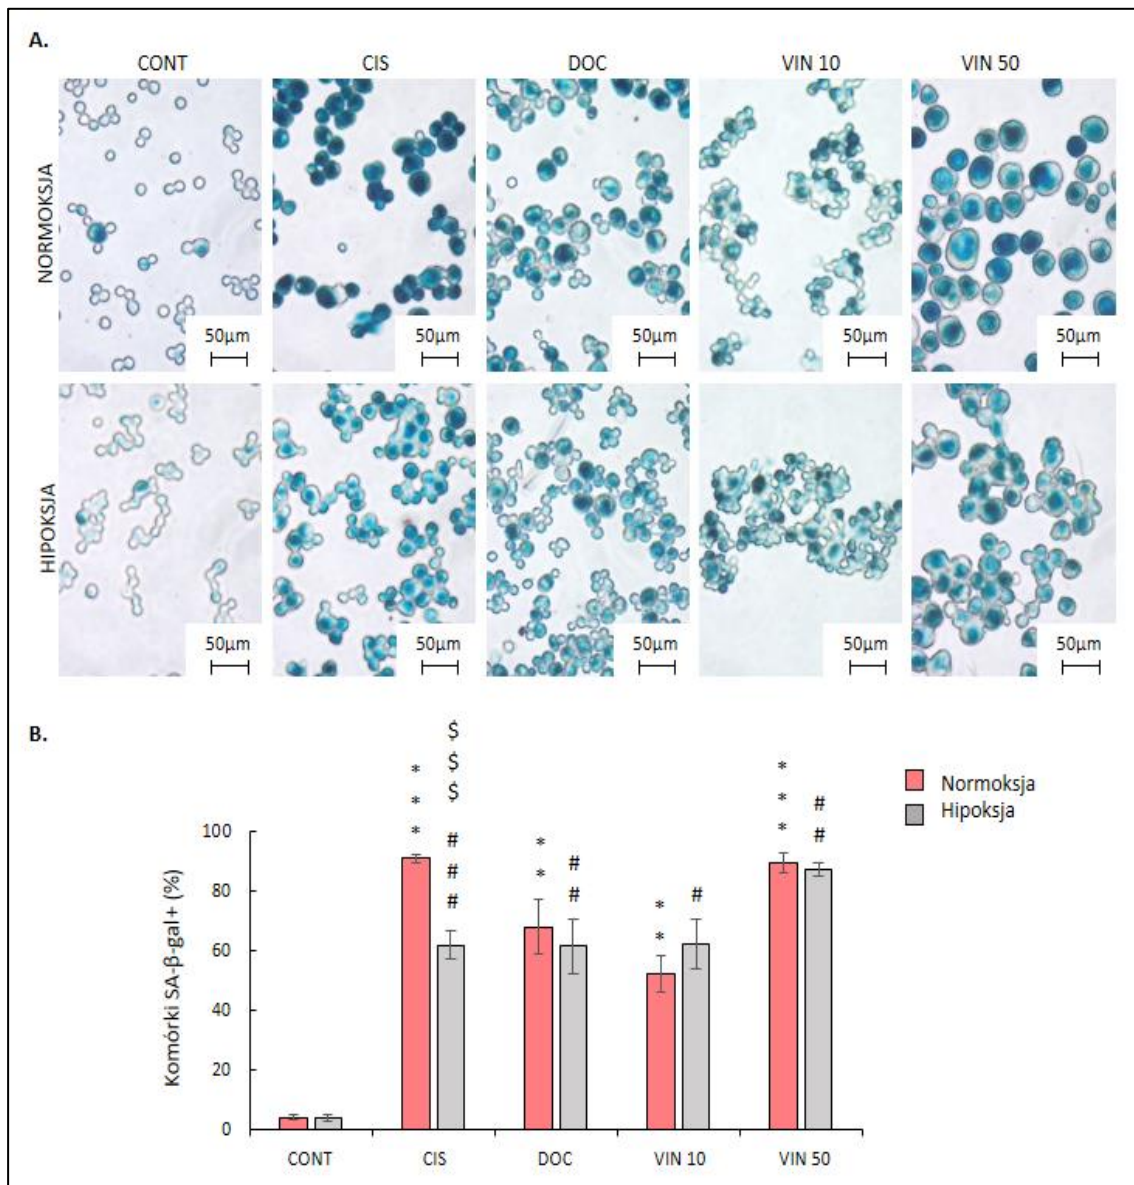 A.
CONT CIS DOC VIN 10 VIN 50
NORMOKSJA
50µm 50µm 50µm 50µm 50µm
HIPOKSJA
50µm 50µm 50µm 50µm 50µm
B.
Komórki SA-β-gal+ (%)
100
80
60
40
20
0
* * *
# # #
$ $ $
* *
# #
* *
#
* * *
# #
CONT CIS DOC VIN 10 VIN 50
Normoksja
Hipoksja